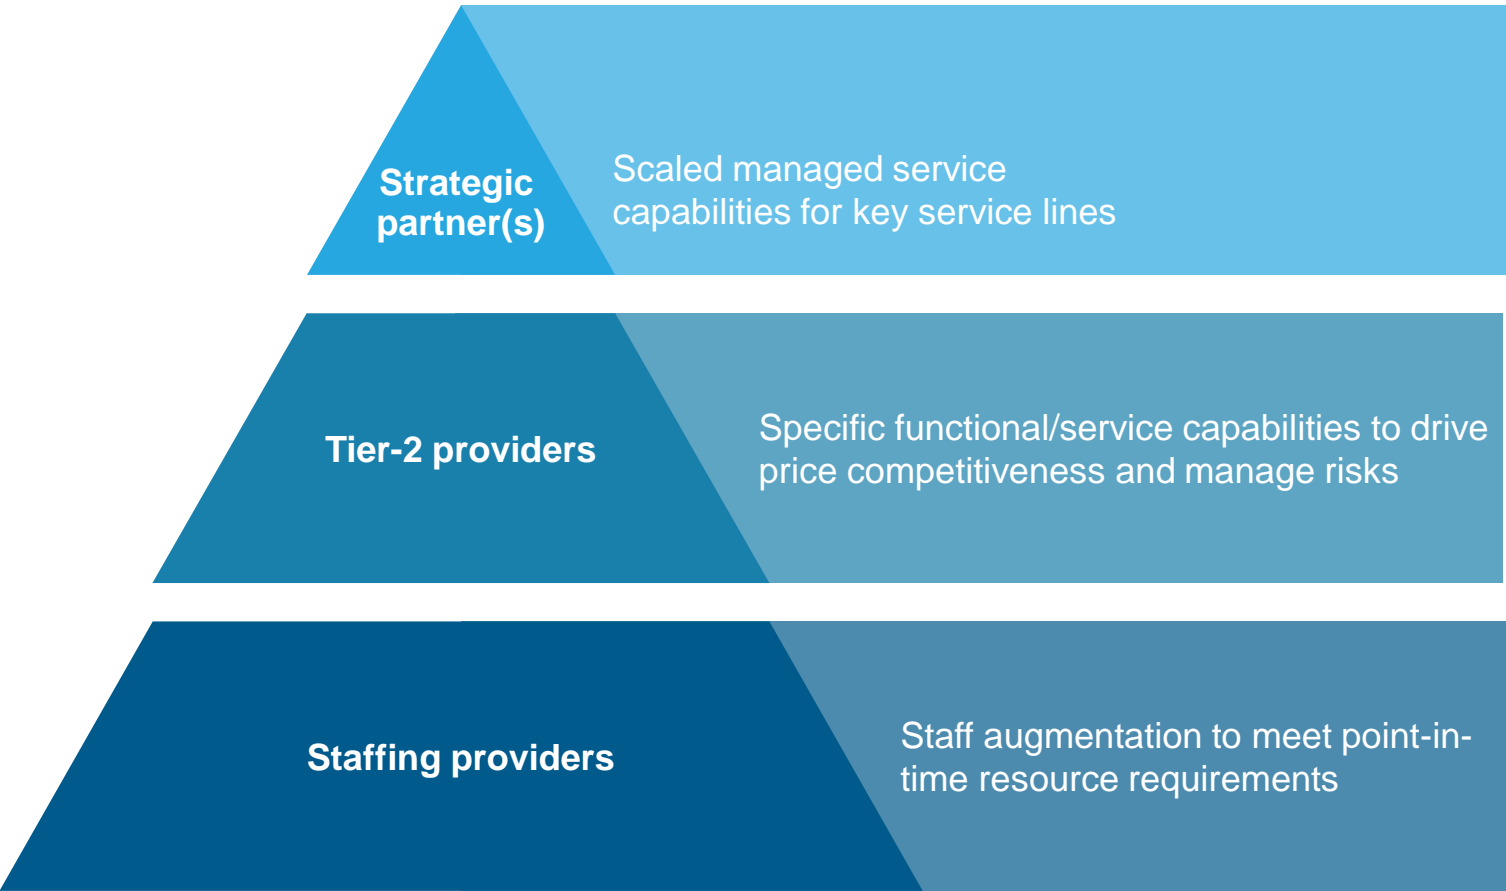 Strategic
partner(s)
Scaled managed service
capabilities for key service lines
Tier-2 providers
Specific functional/service capabilities to drive
price competitiveness and manage risks
Staffing providers
Staff augmentation to meet point-in-
time resource requirements